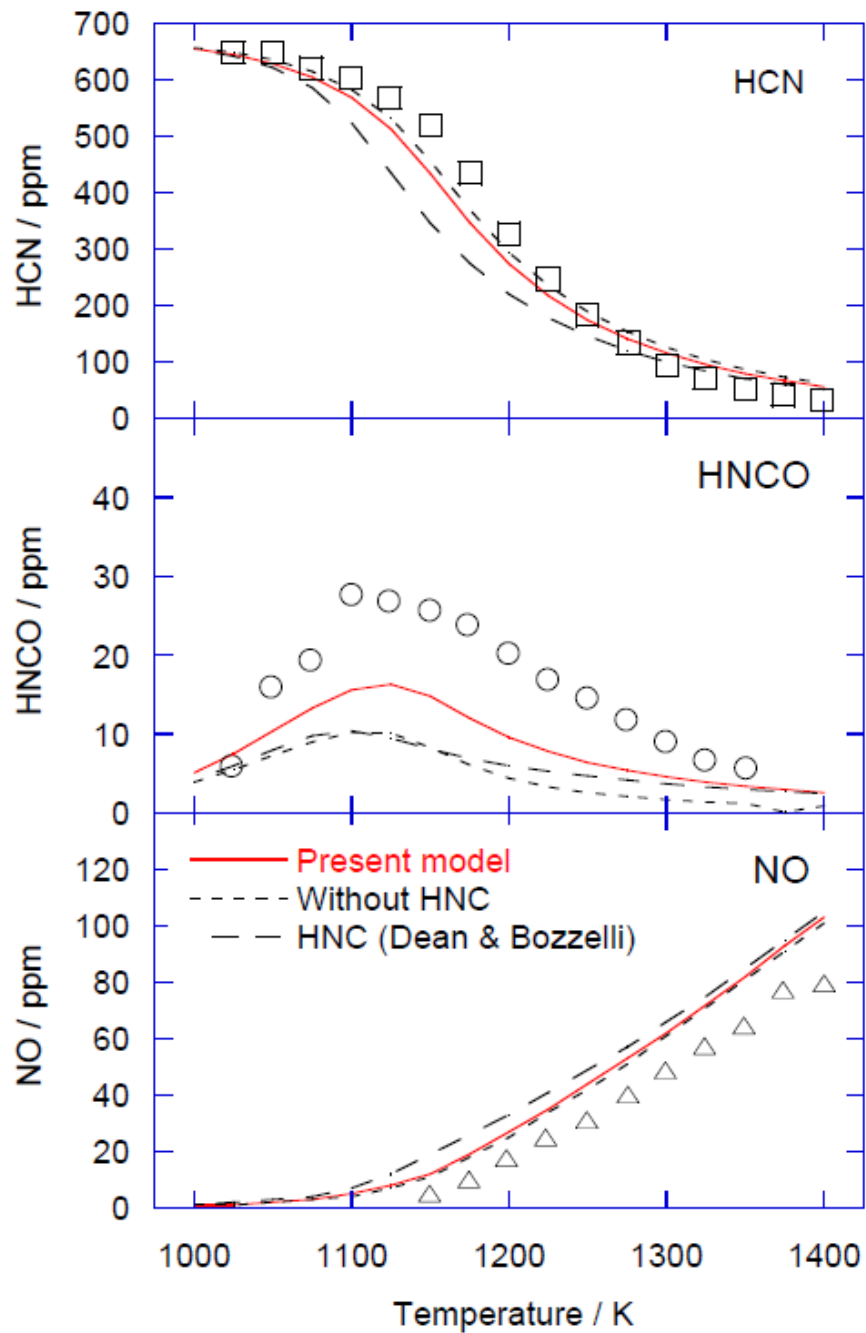 700
600
500
400
300
200
100
0
HCN / ppm
HCN
40
30
20
10
0
HNCO / ppm
HNCO
120
100
80
60
40
20
0
NO / ppm
NO
Present model
Without HNC
HNC (Dean & Bozzelli)
1000 1100 1200 1300 1400
Temperature / K